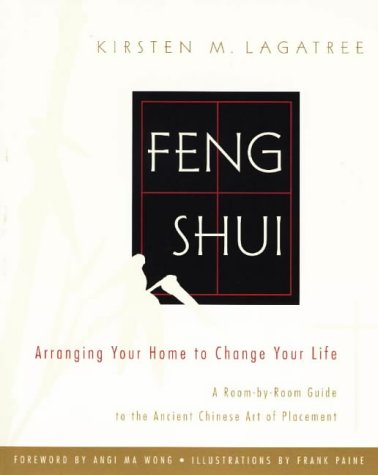 KIRSTEN M. LAGATREE
FENG
SHUI
Arranging Your Home to Change Your Life
A Room-by-Room Guide
to the Ancient Chinese Art of Placement
FOREWORD BY ANGI MA WONG • ILLUSTRATIONS BY FRANK PAINE